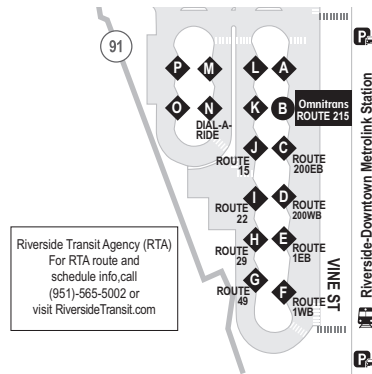 91
P
M
L
A
P
O
N
K
B
Omnitrans
ROUTE 215
DIAL-A-
RIDE
J
ROUTE
15
C
ROUTE
200EB
I
ROUTE
22
D
ROUTE
200WB
H
ROUTE
29
E
ROUTE
1EB
G
ROUTE
49
F
ROUTE
1WB
VINE ST
Riverside-Downtown Metrolink Station
P
Riverside Transit Agency (RTA)
For RTA route and
schedule info,call
(951)-565-5002 or
visit RiversideTransit.com